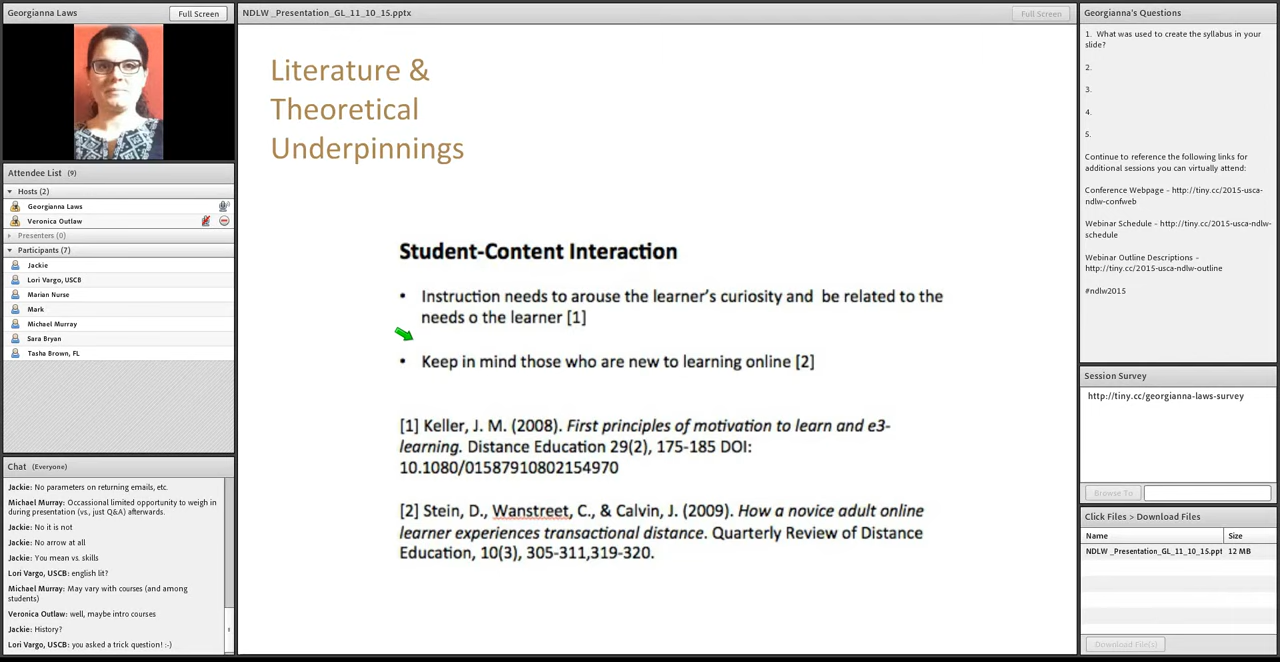 Georgianna Laws
Full Screen
NDLW _Presentation_GL_11_10_15.pptx
Full Screen
Georgianna's Questions
Attendee List (9)
Hosts (2)
Georgianna Laws
Veronica Outlaw
Presenters (0)
Participants (7)
Jackie
Lori Vargo, USCB
Marian Nurse
Mark
Michael Murray
Sara Bryan
Tasha Brown, FL
Chat (Everyone)
Jackie: No parameters on returning emails, etc.
Michael Murray: Occassional limited opportunity to weigh in
during presentation (vs., just Q&A) afterwards.
Jackie: No it is not
Jackie: No arrow at all
Jackie: You mean vs. skills
Lori Vargo, USCB: english lit?
Michael Murray: May vary with courses (and among
students)
Veronica Outlaw: well, maybe intro courses
Jackie: History?
Lori Vargo, USCB: you asked a trick question! :-)
Literature &
Theoretical
Underpinnings
Student-Content Interaction
• Instruction needs to arouse the learner's curiosity and be related to the
needs o the learner [1]
• Keep in mind those who are new to learning online [2]
[1] Keller, J. M. (2008). First principles of motivation to learn and e3-
learning. Distance Education 29(2), 175-185 DOI:
10.1080/01587910802154970
[2] Stein, D., Wanstreet, C., & Calvin, J. (2009). How a novice adult online
learner experiences transactional distance. Quarterly Review of Distance
Education, 10(3), 305-311,319-320.
1. What was used to create the syllabus in your
slide?
2.
3.
4.
5.
Continue to reference the following links for
additional sessions you can virtually attend:
Conference Webpage - http://tiny.cc/2015-usca-
ndlw-confweb
Webinar Schedule - http://tiny.cc/2015-usca-ndlw-
schedule
Webinar Outline Descriptions -
http://tiny.cc/2015-usca-ndlw-outline
#ndlw2015
Session Survey
http://tiny.cc/georgianna-laws-survey
Browse To
Click Files > Download Files
Name Size
NDLW _Presentation_GL_11_10_15.ppt 12 MB
Download File(s)